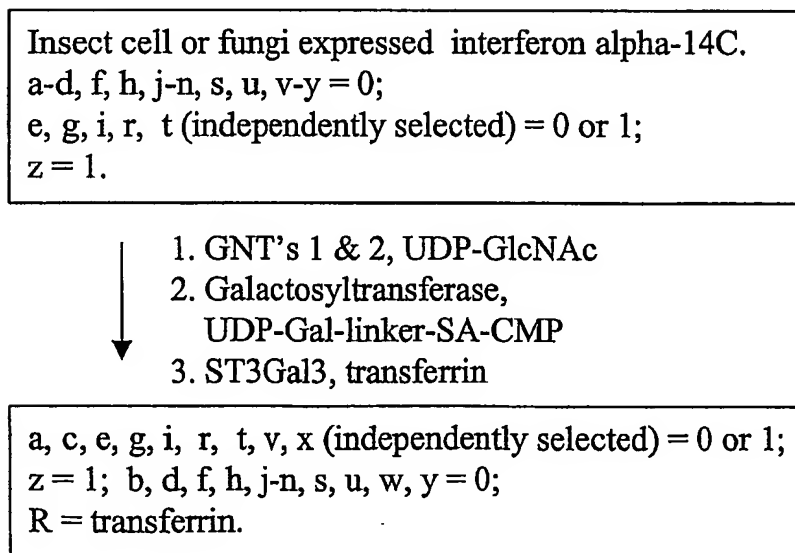 Insect cell or fungi expressed interferon alpha-14C.
a-d, f, h, j-n, s, u, v-y = 0;
e, g, i, r, t (independently selected) = 0 or 1;
z = 1.
1. GNT's 1 & 2, UDP-GlcNAc
2. Galactosyltransferase,
UDP-Gal-linker-SA-CMP
3. ST3Gal3, transferrin
a, c, e, g, i, r, t, v, x (independently selected) = 0 or 1;
z = 1; b, d, f, h, j-n, s, u, w, y = 0;
R = transferrin.